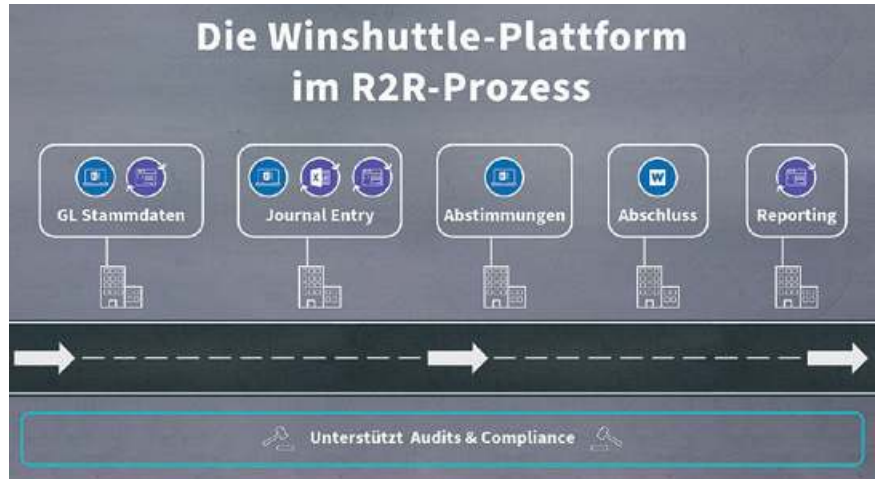 Die Winshuttle-Plattform
im R2R-Prozess
GL Stammdaten
Journal Entry
Abstimmungen
Abschluss
Reporting
Unterstützt Audits & Compliance